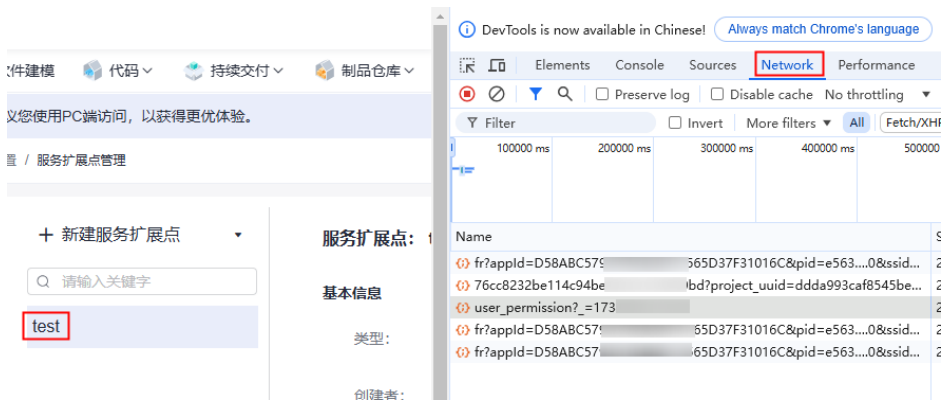 件建模 代码 持续交付 制品仓库
议您使用PC端访问，以获得更优体验。
置 / 服务扩展点管理
新建服务扩展点
请输入关键字
test
服务扩展点：
基本信息
类型:
创建者:
DevTools is now available in Chinese! Always match Chrome's language
Elements Console Sources Network Performance
Preserve log Disable cache No throttling
Filter Invert More filters All Fetch/XHR
100000 ms 200000 ms 300000 ms 400000 ms 500000
Name
fr?appId=D58ABC579 565D37F31016C&pid=e563....0&ssid...
76cc8232be114c94be bd?project_uuid=ddda993caf8545be...
user_permission?_=173
fr?appId=D58ABC579 65D37F31016C&pid=e563....0&ssid...
fr?appId=D58ABC57 65D37F31016C&pid=e563....0&ssid...